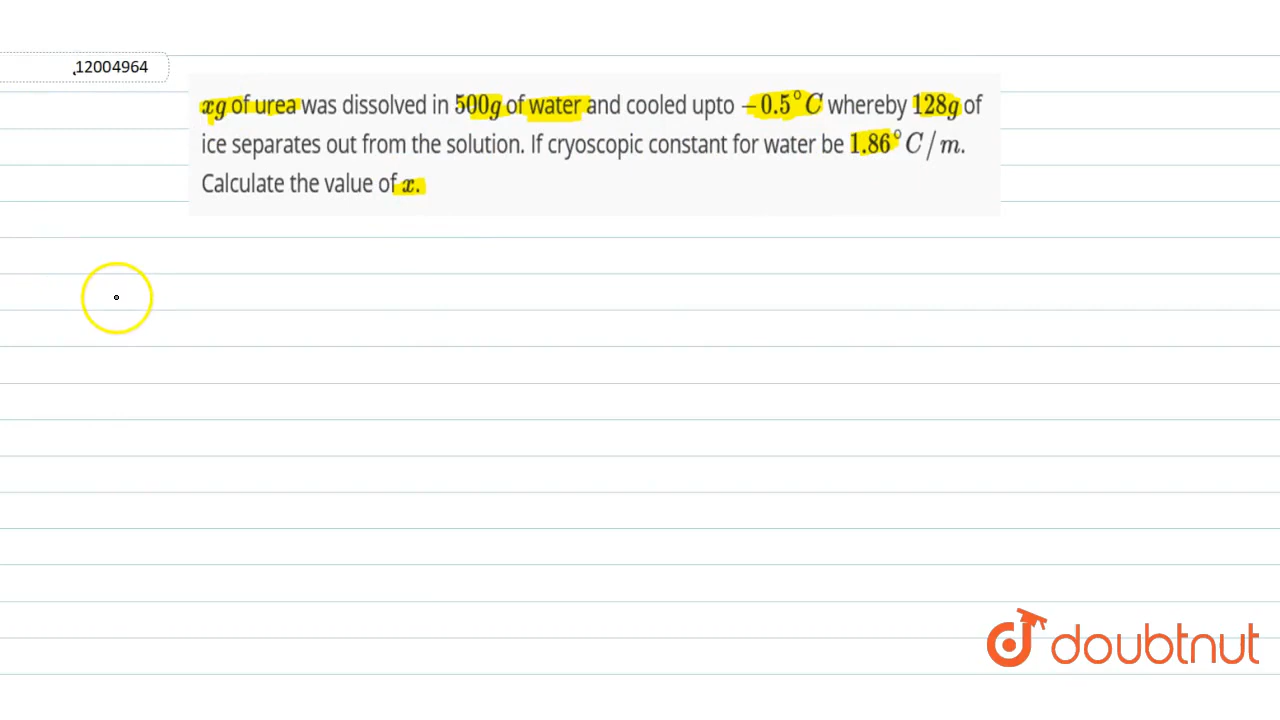 .12004964
xg of urea was dissolved in 500g of water and cooled upto −0.5°C whereby 128g of
ice separates out from the solution. If cryoscopic constant for water be 1.86°C/m.
Calculate the value of x.
doubtnut